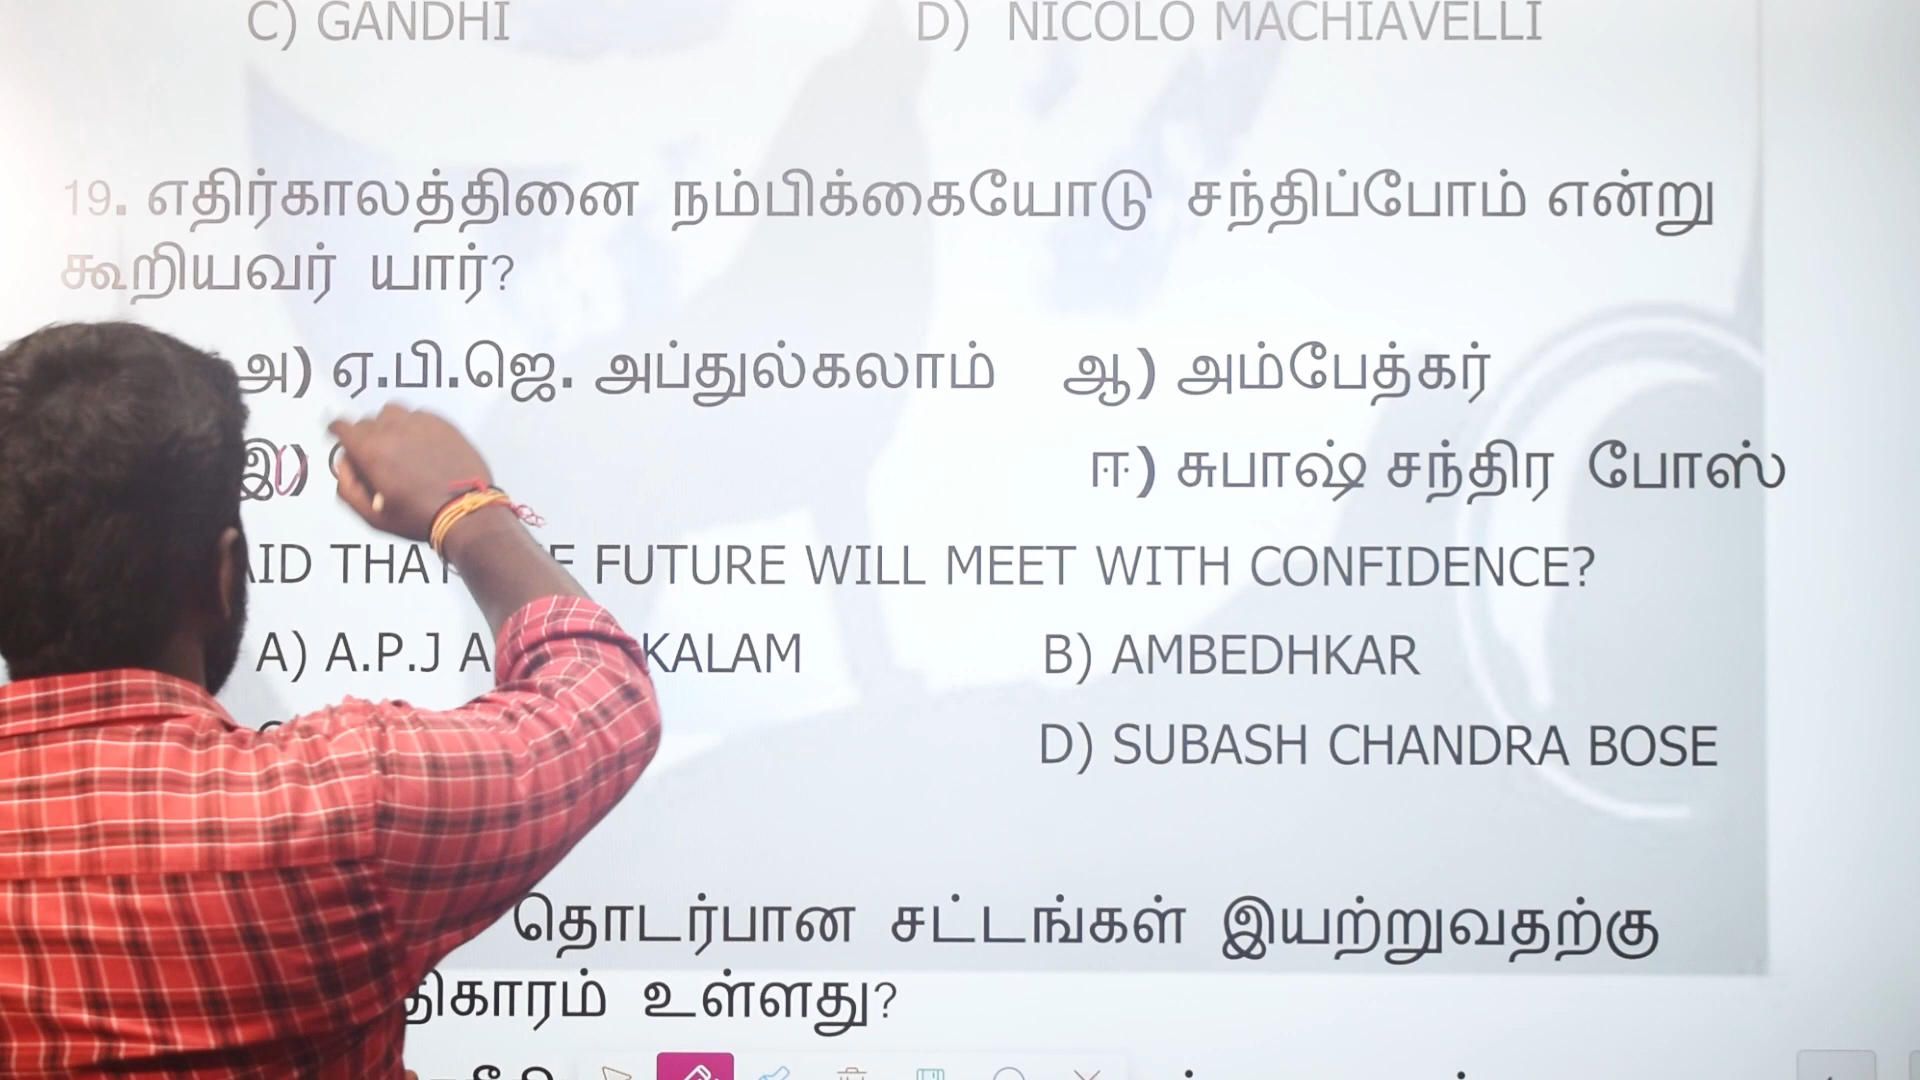 C) GANDHI D) NICOLO MACHIAVELLI
19. எதிர்காலத்தினை நம்பிக்கையோடு சந்திப்போம் என்று
கூறியவர் யார்?
அ) ஏ.பி.ஜெ. அப்துல்கலாம் ஆ) அம்பேத்கர்
இ) ஈ) சுபாஷ் சந்திர போஸ்
FUTURE WILL MEET WITH CONFIDENCE?
A) A.P.J KALAM B) AMBEDHKAR
D) SUBASH CHANDRA BOSE
தொடர்பான சட்டங்கள் இயற்றுவதற்கு
உள்ளது?